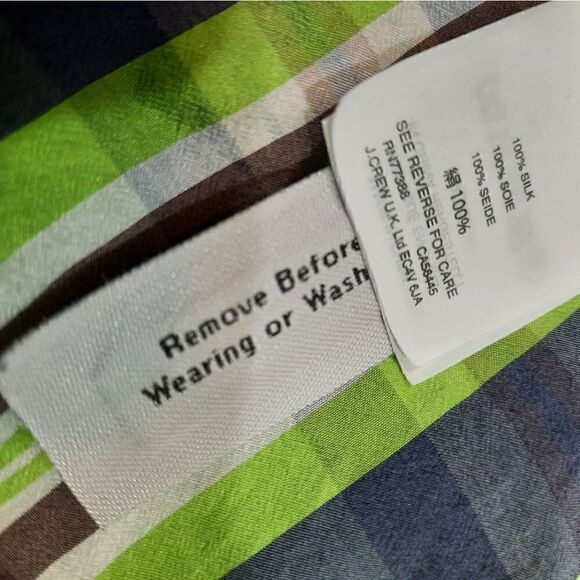 100% SILK
100% SOIE
100% SEIDE
絹 100%
SEE REVERSE FOR CARE
RN77388 CA56445
J.CREW U.K. Ltd EC4V 6JA
Remove Before
Wearing or Wash